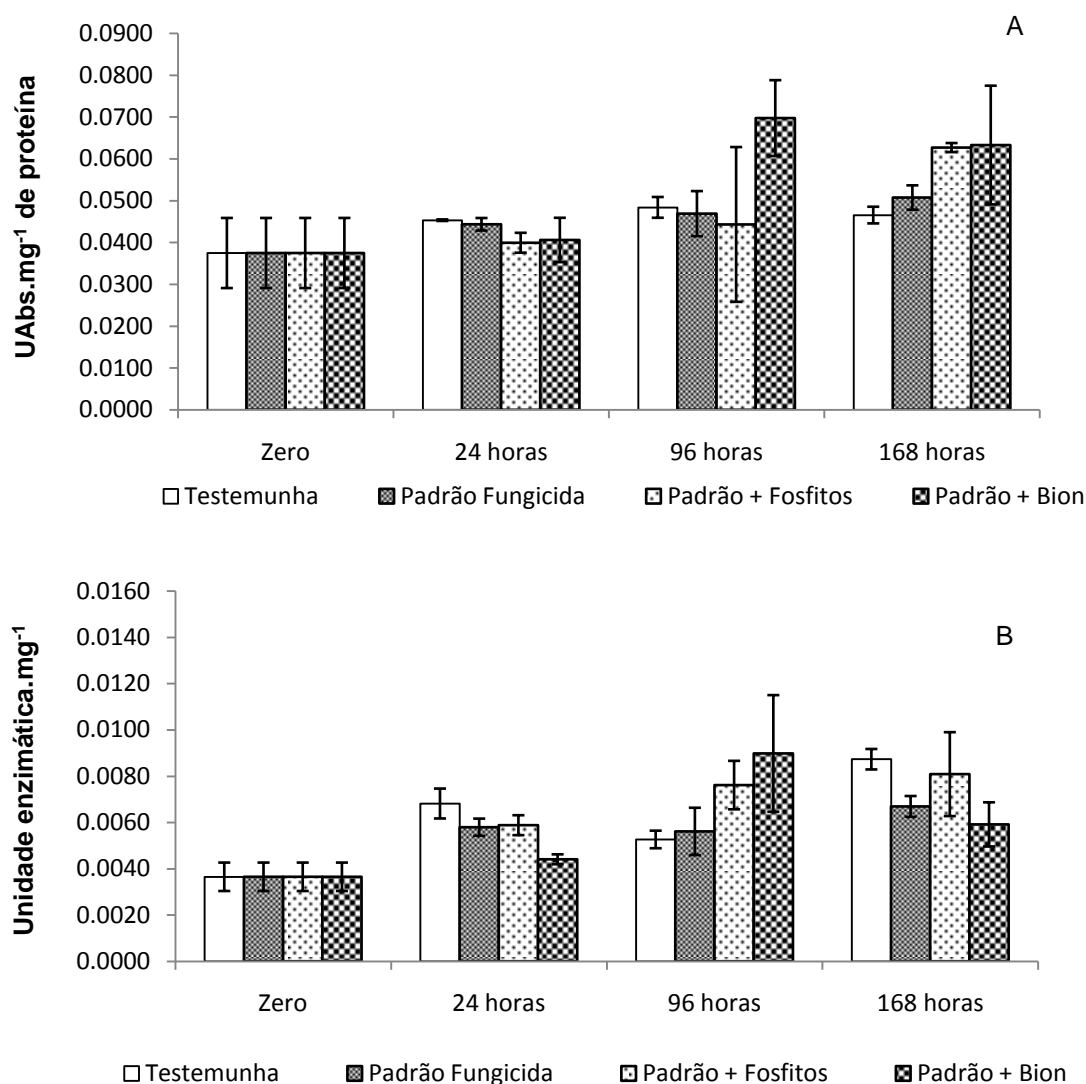 A
0.0900
0.0800
0.0700
0.0600
0.0500
0.0400
0.0300
0.0200
0.0100
0.0000
UAbs.mg⁻¹ de proteína
Zero 24 horas 96 horas 168 horas
Testemunha Padrão Fungicida Padrão + Fosfitos Padrão + Bion
B
0.0160
0.0140
0.0120
0.0100
0.0080
0.0060
0.0040
0.0020
0.0000
Unidade enzimática.mg⁻¹
Zero 24 horas 96 horas 168 horas
Testemunha Padrão Fungicida Padrão + Fosfitos Padrão + Bion